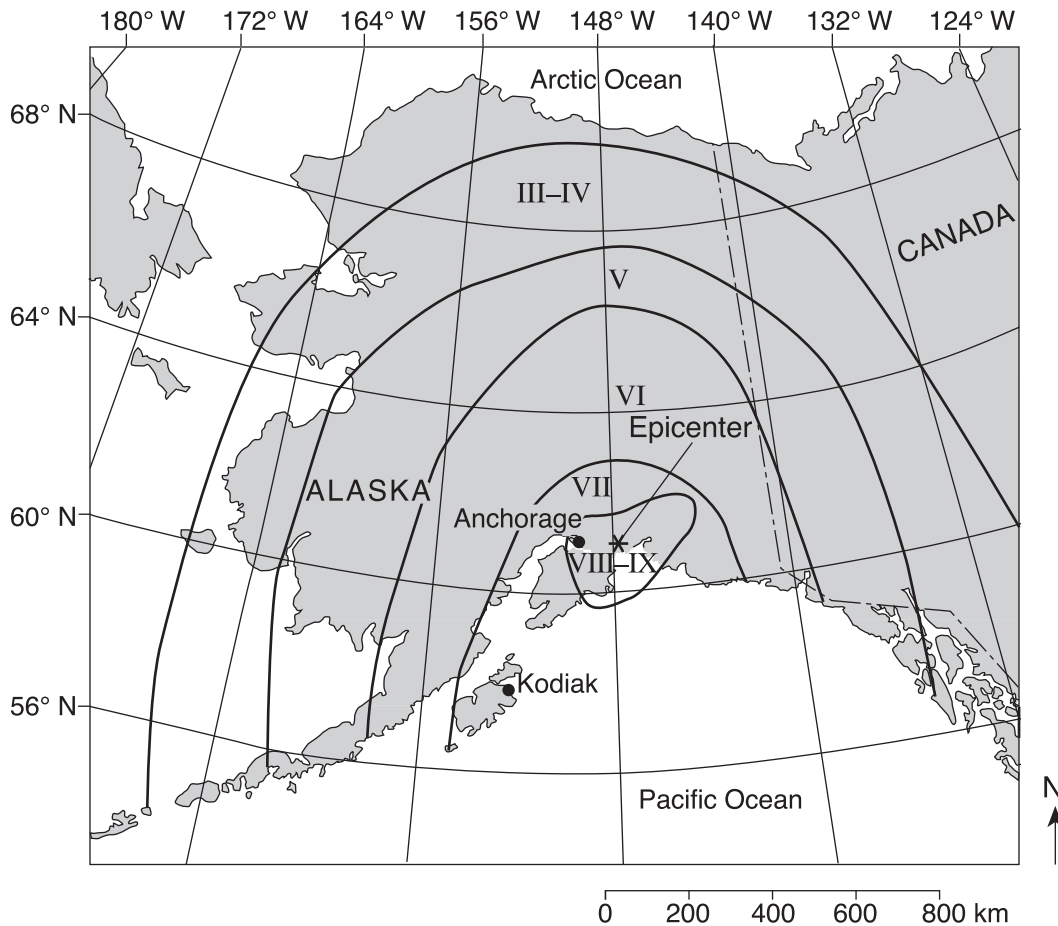 180° W 172° W 164° W 156° W 148° W 140° W 132° W 124° W
Arctic Ocean
68° N
III–IV
CANADA
V
64° N
VI
Epicenter
VII
ALASKA
Anchorage
60° N
VIII–IX
Kodiak
56° N
Pacific Ocean
N
0 200 400 600 800 km